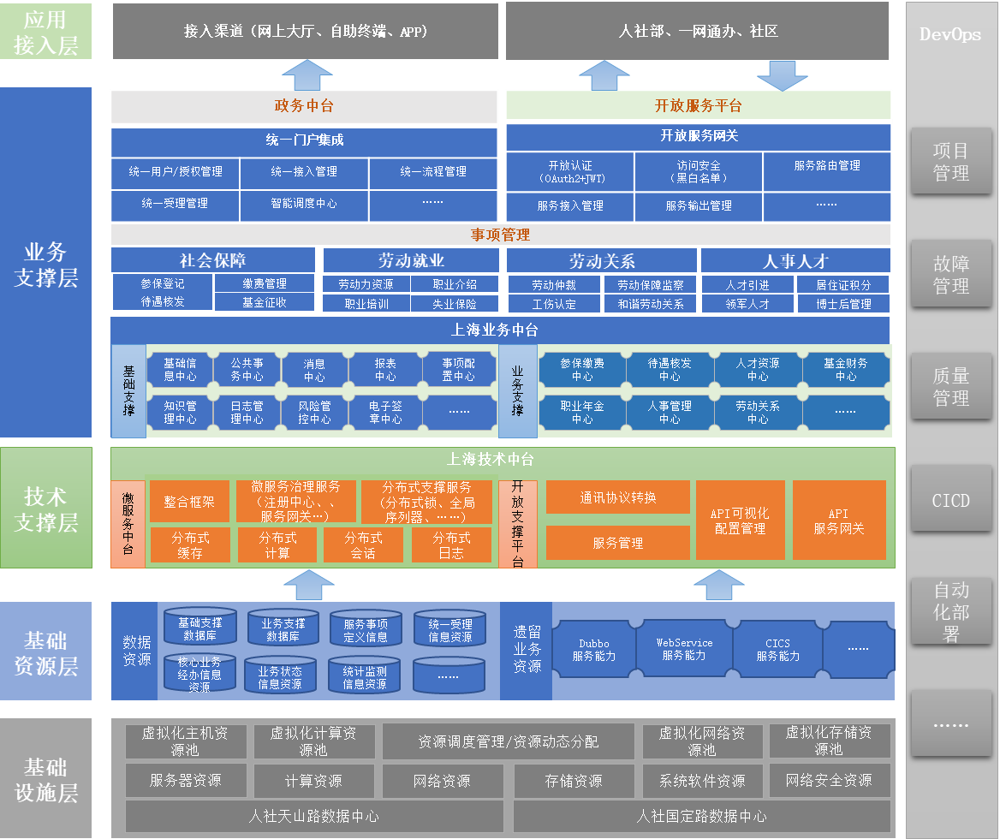 应用
接入层
接入渠道（网上大厅、自助终端、APP）
人社部、一网通办、社区
DevOps
项目
管理
故障
管理
质量
管理
CICD
自动
化部
署
……
业务
支撑层
政务中台
统一门户集成
统一用户/授权管理
统一接入管理
统一流程管理
统一受理管理
智能调度中心
……
开放服务平台
开放服务网关
开放认证
（OAuth2+JWT）
访问安全
（黑白名单）
服务路由管理
服务接入管理
服务输出管理
……
事项管理
社会保障
参保登记
缴费管理
待遇核发
基金征收
劳动就业
劳动力资源
职业介绍
职业培训
失业保险
劳动关系
劳动仲裁
劳动保障监察
工伤认定
和谐劳动关系
人事人才
人才引进
居住证积分
领军人才
博士后管理
上海业务中台
基础支撑
基础信
息中心
公共事
务中心
消息
中心
报表
中心
事项配
置中心
知识管
理中心
日志管
理中心
风险管
控中心
电子签
章中心
……
业务支撑
参保缴费
中心
待遇核发
中心
人才资源
中心
基金财务
中心
职业年金
中心
人事管理
中心
劳动关系
中心
……
技术
支撑层
上海技术中台
微服务中台
整合框架
微服务治理服务
（注册中心、、
服务网关…）
分布式支撑服务
（分布式锁、全局
序列器、……）
分布式
缓存
分布式
计算
分布式
会话
分布式
日志
开放支撑平台
通讯协议转换
服务管理
API可视化
配置管理
API
服务网关
基础
资源层
数据
资源
基础支撑
数据库
业务支撑
数据库
服务事项
定义信息
统一受理
信息资源
核心业务
经办信息
资源
业务状态
信息资源
统计监测
信息资源
……
遗留
业务
资源
Dubbo
服务能力
WebService
服务能力
CICS
服务能力
……
基础
设施层
虚拟化主机资
源池
虚拟化计算资
源池
资源调度管理/资源动态分配
虚拟化网络资
源池
虚拟化存储资
源池
服务器资源
计算资源
网络资源
存储资源
系统软件资源
网络安全资源
人社天山路数据中心
人社国定路数据中心